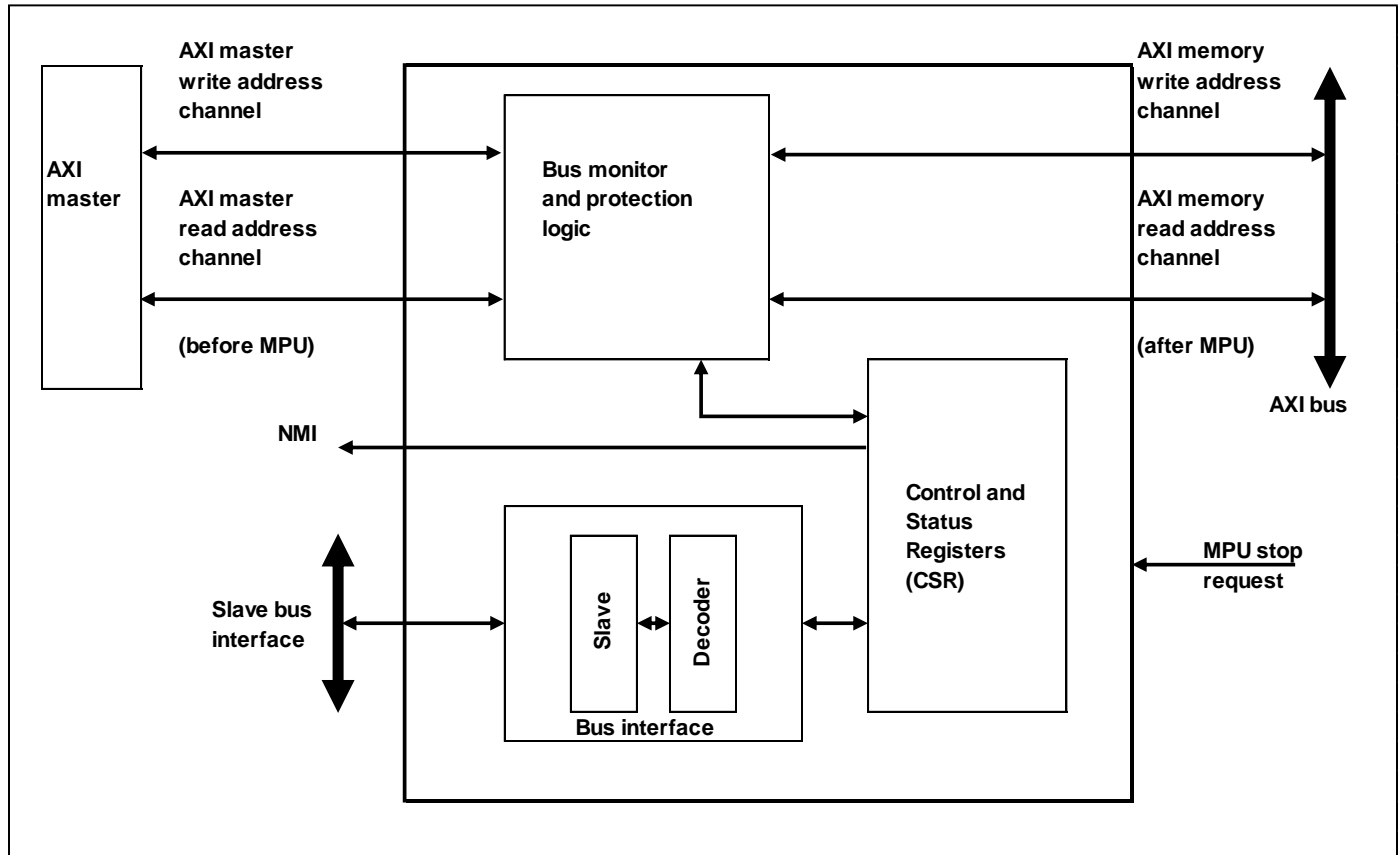 AXI master
write address
channel
AXI memory
write address
channel
AXI
master
Bus monitor
and protection
logic
AXI master
read address
channel
AXI memory
read address
channel
(before MPU)
(after MPU)
AXI bus
NMI
Control and
Status
Registers
(CSR)
MPU stop
request
Slave bus
interface
Slave
Decoder
Bus interface